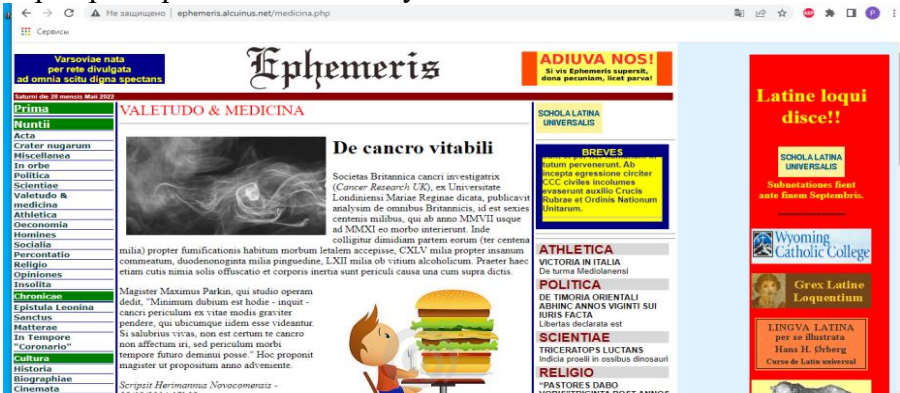 Не защищено | ephemeris.alcuinus.net/medicina.php
Сервисы
Varsoviae nata
per rete divulgata
ad omnia scitu digna spectans
Ephemeris
ADIUVA NOS!
Si vis Ephemeris supersit,
dona pecuniam, licet parva!
Saturni die 28 mensis Maii 2022
Prima
Nuntii
Acta
Crater nugarum
Miscellanea
In orbe
Politica
Scientiae
Valetudo &
medicina
Athletica
Oeconomia
Homines
Socialia
Percontatio
Religio
Opiniones
Insolita
Chronicae
Epistula Leonina
Sanctus
Matterae
In Tempore
"Coronario"
Cultura
Historia
Biographiae
Cinemata
VALETUDO & MEDICINA
De cancro vitabili
Societas Britannica cancri investigatrix
(Cancer Research UK), ex Universitate
Londiniensi Mariae Reginae dicata, publicavit
analysim de omnibus Britannicis, id est sexies
centenis milibus, qui ab anno MMVII usque
ad MMXI eo morbo interierunt. Inde
colligitur dimidiam partem eorum (ter centena
milia) propter fumificationis habitum morbum letalem accepisse, CXLV milia propter insanum
commeatum, duodenoginta milia pinguedine, LXII milia ob vitium alcoholicum. Praeter haec
etiam cutis nimia solis offuscatio et corporis inertia sunt periculi causa una cum supra dictis.
Magister Maximus Parkin, qui studio operam
dedit, "Minimum dubium est hodie - inquit -
cancri periculum ex vitae modis graviter
pendere, qui ubicumque idem esse videantur.
Si salubrius vivas, non est certum te cancro
non affectum iri, sed periculum morbi
tempore futuro deminui posse." Hoc proponit
magister ut propositum anno adveniente.
Scripsit Herimannus Novocomensis -
SCHOLA LATINA
UNIVERSALIS
BREVES
tutum pervenerunt. Ab
incepta egressione circiter
CCC civiles incolumes
evaserunt auxilio Crucis
Rubrae et Ordinis Nationum
Unitarum.
ATHLETICA
VICTORIA IN ITALIA
De turma Mediolanensi
POLITICA
DE TIMORIA ORIENTALI
ABHINC ANNOS VIGINTI SUI
IURIS FACTA
Libertas declarata est
SCIENTIAE
TRICERATOPS LUCTANS
Indicia proelii in ossibus dinosauri
RELIGIO
"PASTORES DABO
Latine loqui
disce!!
SCHOLA LATINA
UNIVERSALIS
Subnotationes fient
ante finem Septembris.
Wyoming
Catholic College
Grex Latine
Loquentium
LINGVA LATINA
per se illustrata
Hans H. Ørberg
Curso de Latín universal